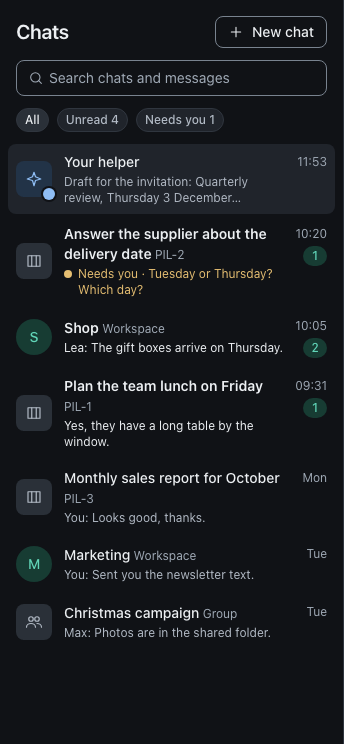 Chats
New chat
Search chats and messages
All
Unread 4
Needs you 1
Your helper
11:53
Draft for the invitation: Quarterly
review, Thursday 3 December...
Answer the supplier about the
10:20
delivery date PIL-2
1
Needs you · Tuesday or Thursday?
Which day?
S
Shop Workspace
10:05
Lea: The gift boxes arrive on Thursday.
2
Plan the team lunch on Friday
09:31
PIL-1
1
Yes, they have a long table by the
window.
Monthly sales report for October
Mon
PIL-3
You: Looks good, thanks.
M
Marketing Workspace
Tue
You: Sent you the newsletter text.
Christmas campaign Group
Tue
Max: Photos are in the shared folder.